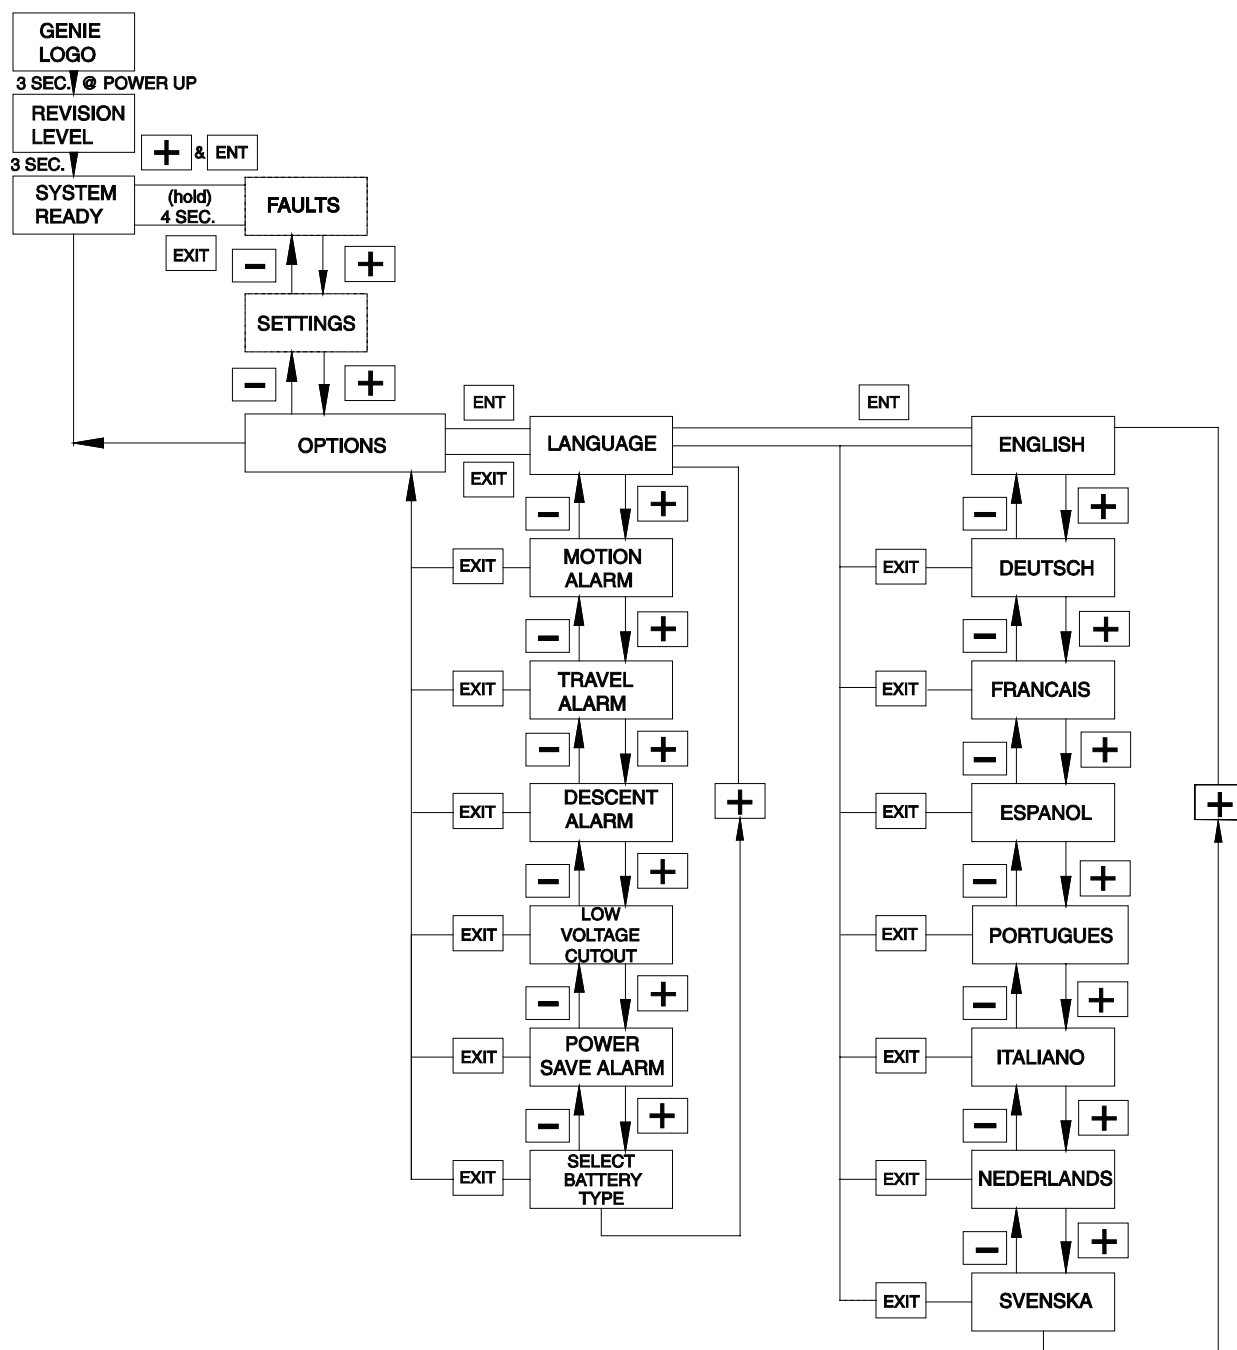 GENIE
LOGO
3 SEC. @ POWER UP
REVISION
LEVEL
3 SEC.
+ & ENT
SYSTEM
READY
(hold)
4 SEC.
FAULTS
EXIT
− +
SETTINGS
− +
OPTIONS
ENT
EXIT
LANGUAGE
− +
EXIT
MOTION
ALARM
− +
EXIT
TRAVEL
ALARM
− +
EXIT
DESCENT
ALARM
+
− +
EXIT
LOW
VOLTAGE
CUTOUT
− +
EXIT
POWER
SAVE ALARM
− +
EXIT
SELECT
BATTERY
TYPE
ENT
ENGLISH
− +
EXIT
DEUTSCH
− +
EXIT
FRANCAIS
− +
EXIT
ESPANOL
+
− +
EXIT
PORTUGUES
− +
EXIT
ITALIANO
− +
EXIT
NEDERLANDS
− +
EXIT
SVENSKA